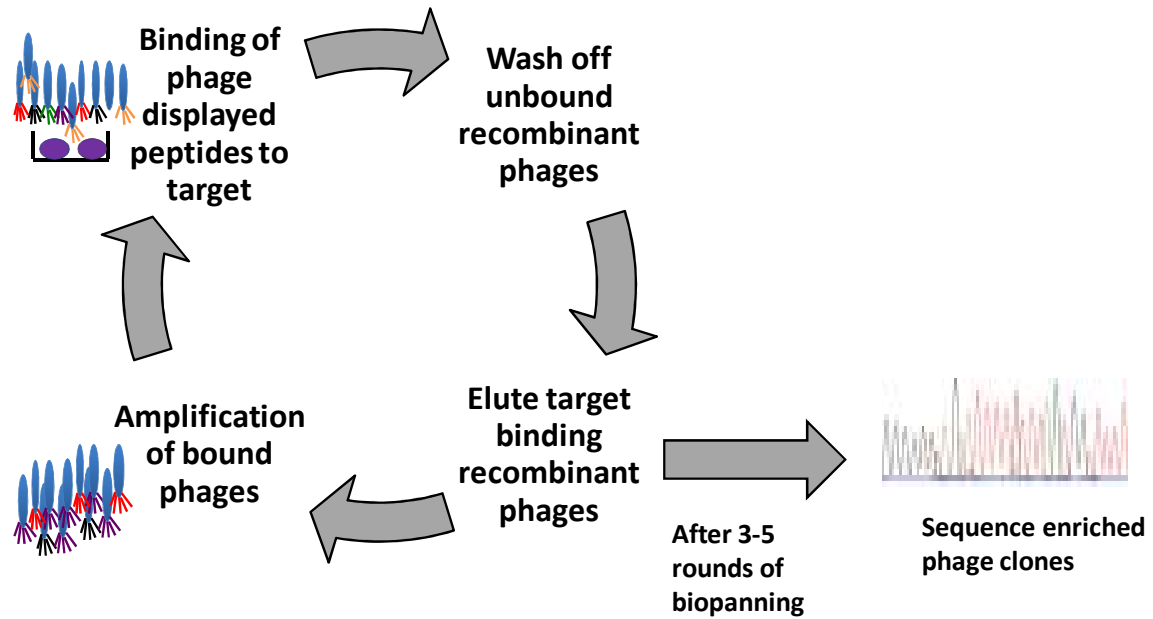 Binding of
phage
displayed
peptides to
target
Wash off
unbound
recombinant
phages
Elute target
binding
recombinant
phages
Amplification
of bound
phages
After 3-5
rounds of
biopanning
Sequence enriched
phage clones